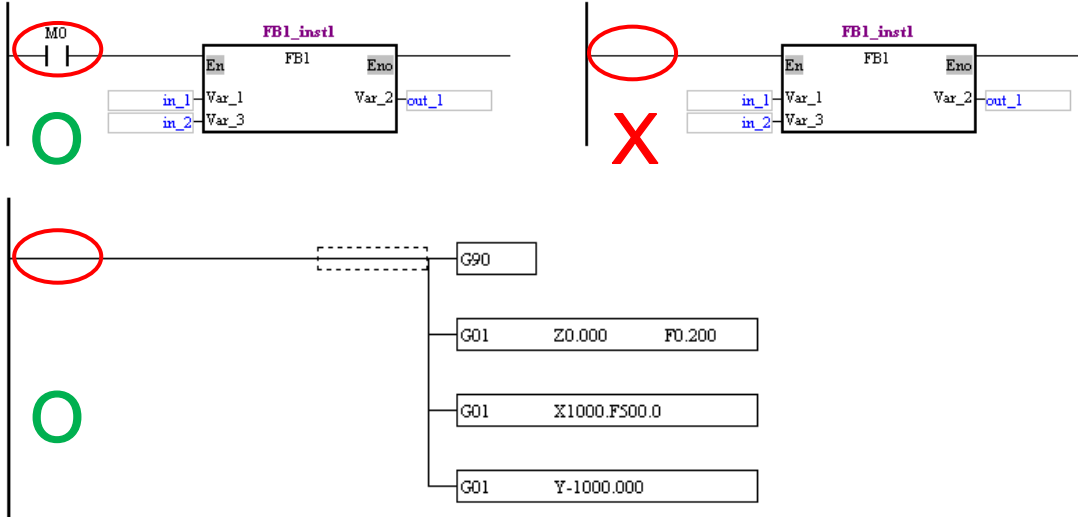 M0
FB1_inst1
En FB1 Eno
in_1 Var_1 Var_2 out_1
in_2 Var_3
O
FB1_inst1
En FB1 Eno
in_1 Var_1 Var_2 out_1
in_2 Var_3
X
G90
G01 Z0.000 F0.200
G01 X1000.F500.0
O
G01 Y-1000.000